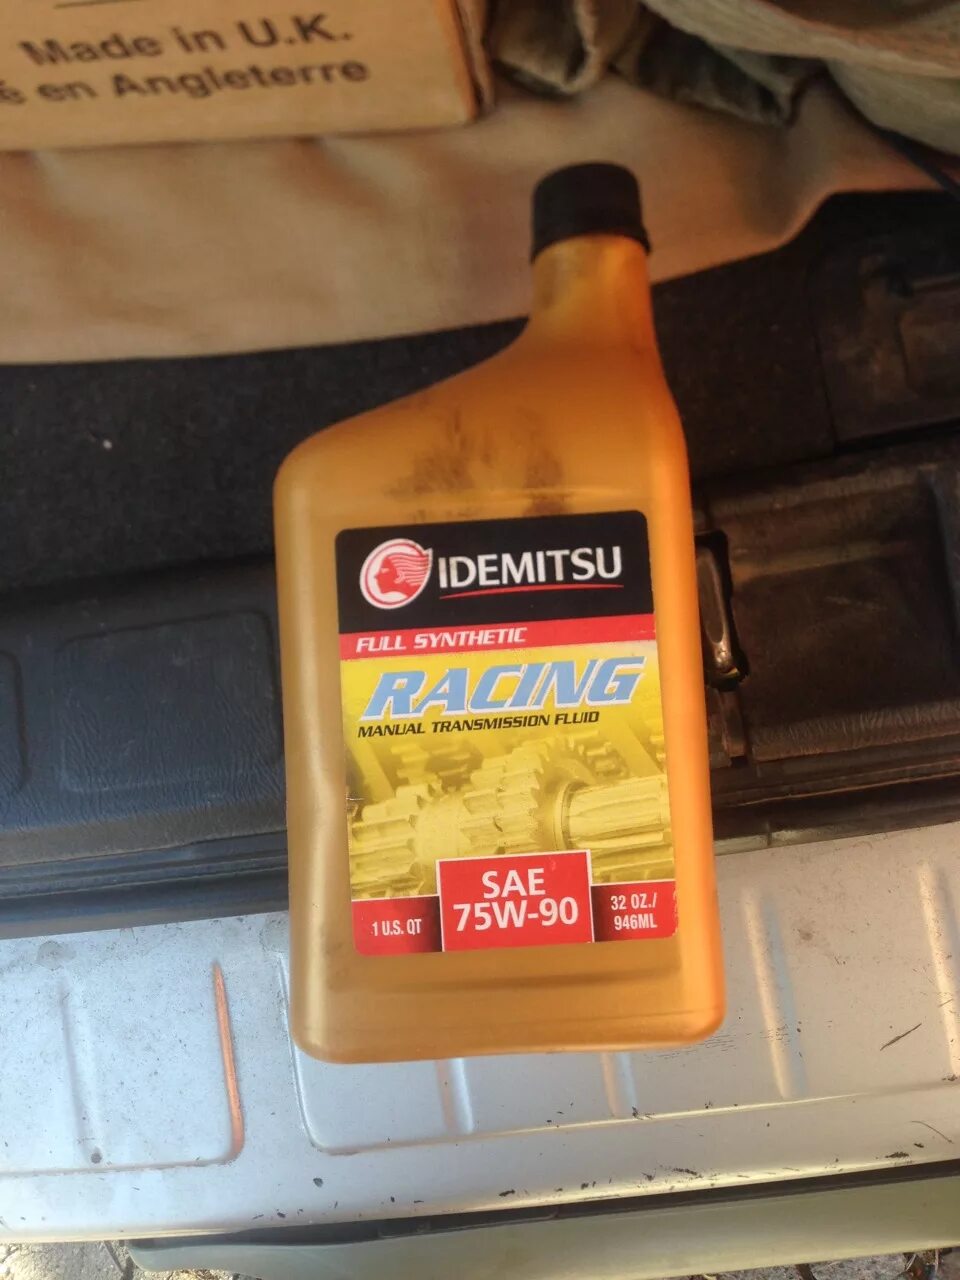 Made in U.K.
en Angleterre
IDEMITSU
FULL SYNTHETIC
RACING
MANUAL TRANSMISSION FLUID
SAE
75W-90
1 U.S. QT
32 OZ./
946ML